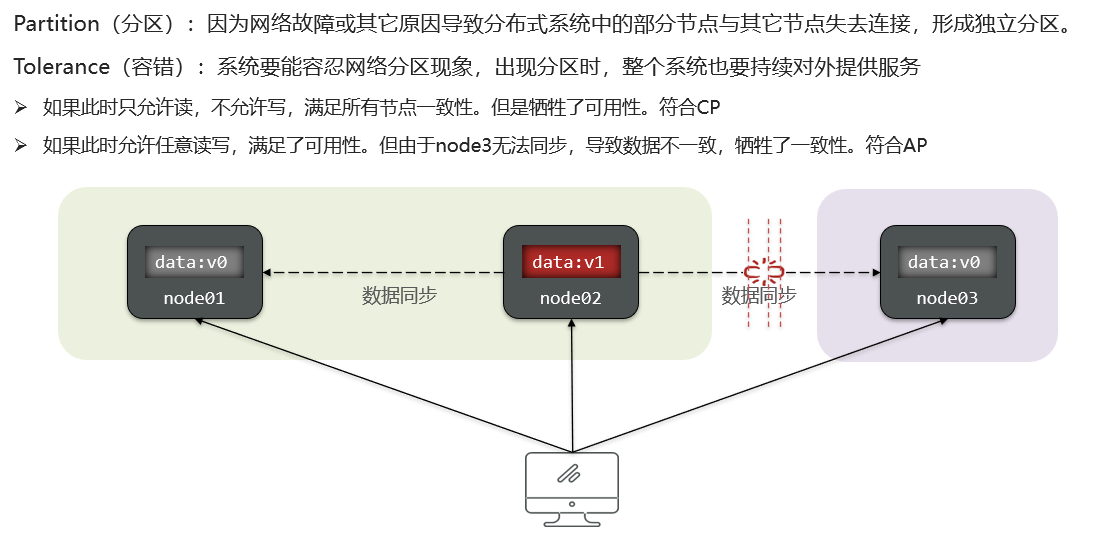 Partition（分区）：因为网络故障或其它原因导致分布式系统中的部分节点与其它节点失去连接，形成独立分区。
Tolerance（容错）：系统要能容忍网络分区现象，出现分区时，整个系统也要持续对外提供服务
如果此时只允许读，不允许写，满足所有节点一致性。但是牺牲了可用性。符合CP
如果此时允许任意读写，满足了可用性。但由于node3无法同步，导致数据不一致，牺牲了一致性。符合AP
data:v0
node01
数据同步
data:v1
node02
数据同步
data:v0
node03